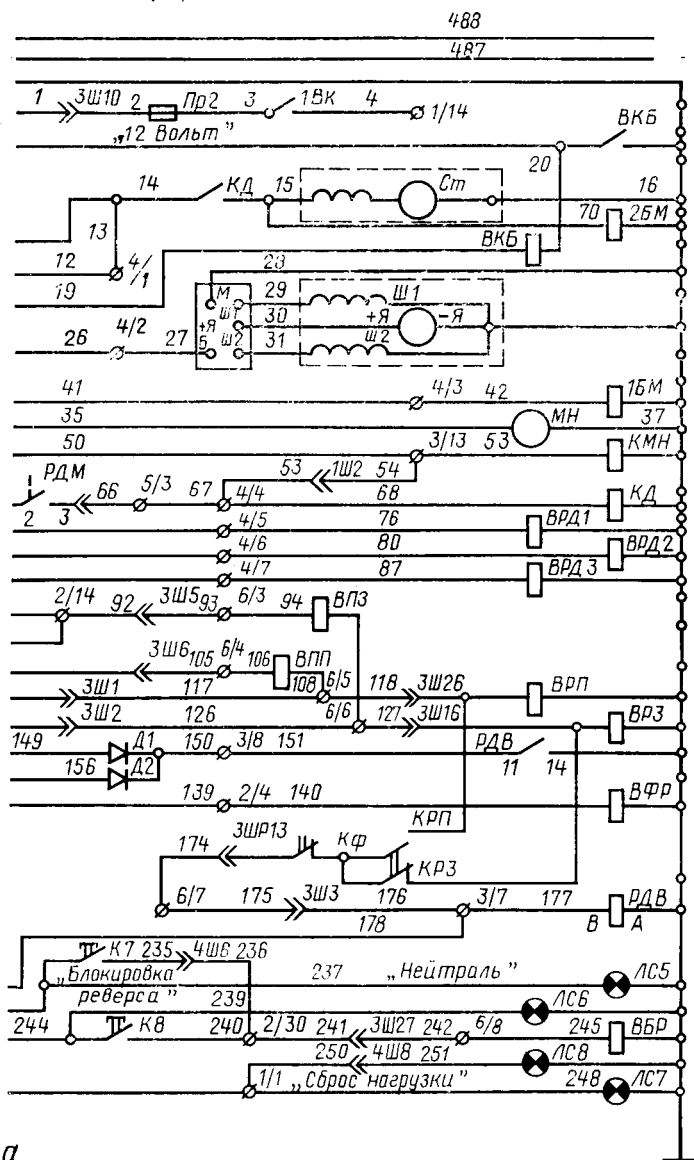 488
487
1 3Ш10 2 Пр2 3 1ВК 4 1/14
„12 Вольт” ВКБ
20
14 КД 15 Ст 16
13 70 2БМ
12 4/1 ВКБ
19 28
М 29 Ш1
Ш1 30 +Я -Я
26 4/2 27 +Я Б Ш2 31 Ш2
41 4/3 42 1БМ
35 МН 37
50 3/13 53 КМН
РДМ 53 1Ш2 54
2 3 66 5/3 67 4/4 68 КД
4/5 76 ВРД1
4/6 80 ВРД2
4/7 87 ВРД3
2/14 92 3Ш5 93 6/3 94 ВПЗ
3Ш6 105 6/4 106 ВПП
3Ш1 117 108 6/5 118 3Ш26 ВРП
3Ш2 126 6/6 127 3Ш16 ВРЗ
149 Д1 150 3/8 151 РДВ
156 Д2 11 14
139 2/4 140 ВФР
КРП
174 3ШР13 КФ
КРЗ
6/7 175 3Ш3 176 3/7 177 РДВ
178 В А
К7 235 4Ш6 236
„Блокировка реверса” 237 „Нейтраль” ЛС5
239 ЛС6
244 К8 240 2/30 241 3Ш27 242 6/8 245 ВБР
250 4Ш8 251 ЛС8
1/1 „Сброс нагрузки” 248 ЛС7
а